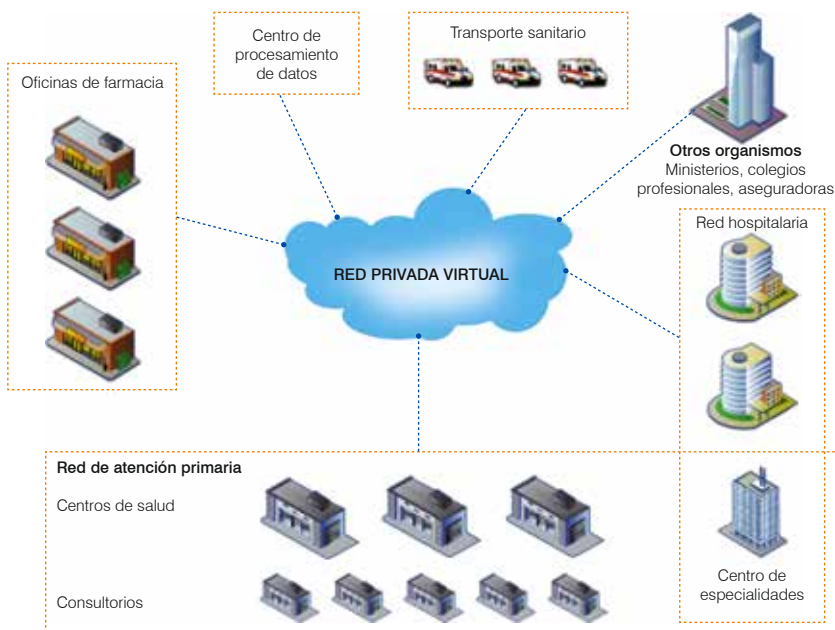 Oficinas de farmacia
Centro de
procesamiento
de datos
Transporte sanitario
Otros organismos
Ministerios, colegios
profesionales, aseguradoras
Red hospitalaria
RED PRIVADA VIRTUAL
Red de atención primaria
Centros de salud
Consultorios
Centro de
especialidades